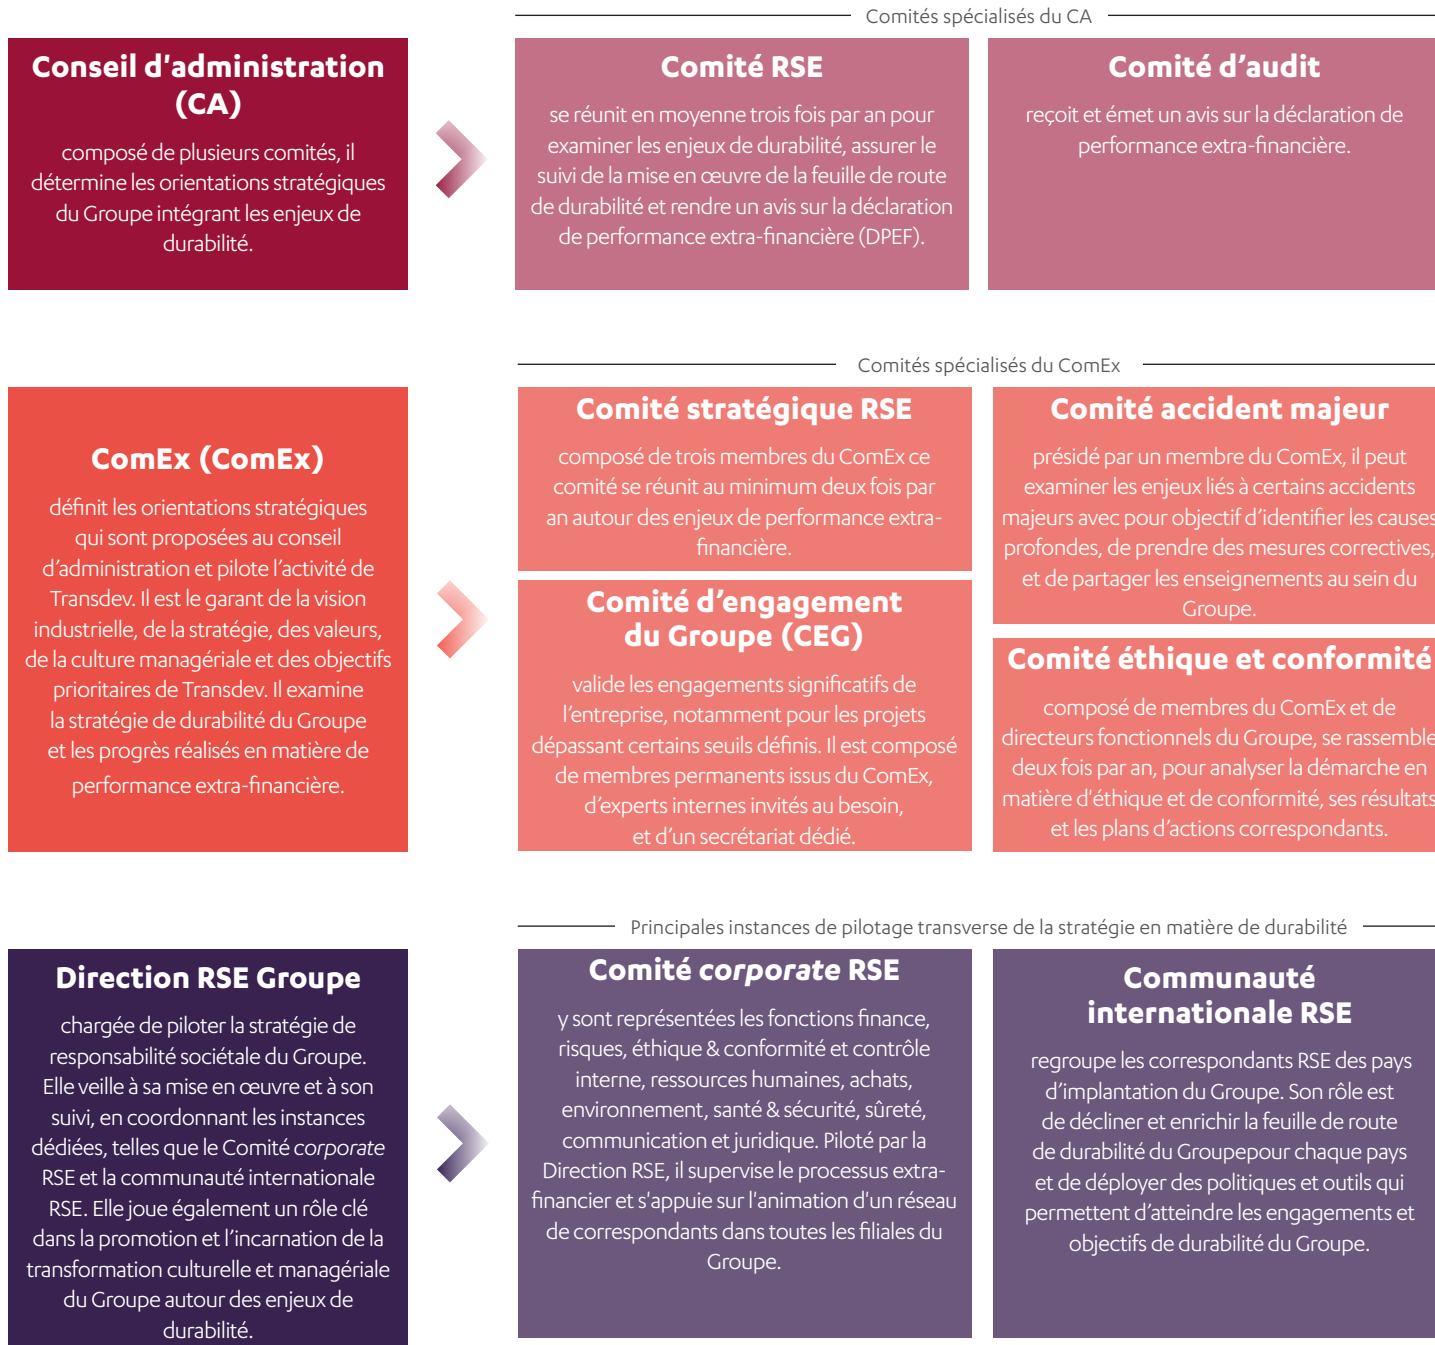 Comités spécialisés du CA
Conseil d'administration
(CA)
composé de plusieurs comités, il
détermine les orientations stratégiques
du Groupe intégrant les enjeux de
durabilité.
Comité RSE
se réunit en moyenne trois fois par an pour
examiner les enjeux de durabilité, assurer le
suivi de la mise en œuvre de la feuille de route
de durabilité et rendre un avis sur la déclaration
de performance extra-financière (DPEF).
Comité d’audit
reçoit et émet un avis sur la déclaration de
performance extra-financière.
Comités spécialisés du ComEx
ComEx (ComEx)
définit les orientations stratégiques
qui sont proposées au conseil
d’administration et pilote l’activité de
Transdev. Il est le garant de la vision
industrielle, de la stratégie, des valeurs,
de la culture managériale et des objectifs
prioritaires de Transdev. Il examine
la stratégie de durabilité du Groupe
et les progrès réalisés en matière de
performance extra-financière.
Comité stratégique RSE
composé de trois membres du ComEx ce
comité se réunit au minimum deux fois par
an autour des enjeux de performance extra-
financière.
Comité d’engagement
du Groupe (CEG)
valide les engagements significatifs de
l’entreprise, notamment pour les projets
dépassant certains seuils définis. Il est composé
de membres permanents issus du ComEx,
d’experts internes invités au besoin,
et d’un secrétariat dédié.
Comité accident majeur
présidé par un membre du ComEx, il peut
examiner les enjeux liés à certains accidents
majeurs avec pour objectif d’identifier les causes
profondes, de prendre des mesures correctives,
et de partager les enseignements au sein du
Groupe.
Comité éthique et conformité
composé de membres du ComEx et de
directeurs fonctionnels du Groupe, se rassemble
deux fois par an, pour analyser la démarche en
matière d'éthique et de conformité, ses résultats
et les plans d’actions correspondants.
Principales instances de pilotage transverse de la stratégie en matière de durabilité
Direction RSE Groupe
chargée de piloter la stratégie de
responsabilité sociétale du Groupe.
Elle veille à sa mise en œuvre et à son
suivi, en coordonnant les instances
dédiées, telles que le Comité corporate
RSE et la communauté internationale
RSE. Elle joue également un rôle clé
dans la promotion et l’incarnation de la
transformation culturelle et managériale
du Groupe autour des enjeux de
durabilité.
Comité corporate RSE
y sont représentées les fonctions finance,
risques, éthique & conformité et contrôle
interne, ressources humaines, achats,
environnement, santé & sécurité, sûreté,
communication et juridique. Piloté par la
Direction RSE, il supervise le processus extra-
financier et s'appuie sur l'animation d'un réseau
de correspondants dans toutes les filiales du
Groupe.
Communauté
internationale RSE
regroupe les correspondants RSE des pays
d’implantation du Groupe. Son rôle est
de décliner et enrichir la feuille de route
de durabilité du Groupepour chaque pays
et de déployer des politiques et outils qui
permettent d’atteindre les engagements et
objectifs de durabilité du Groupe.